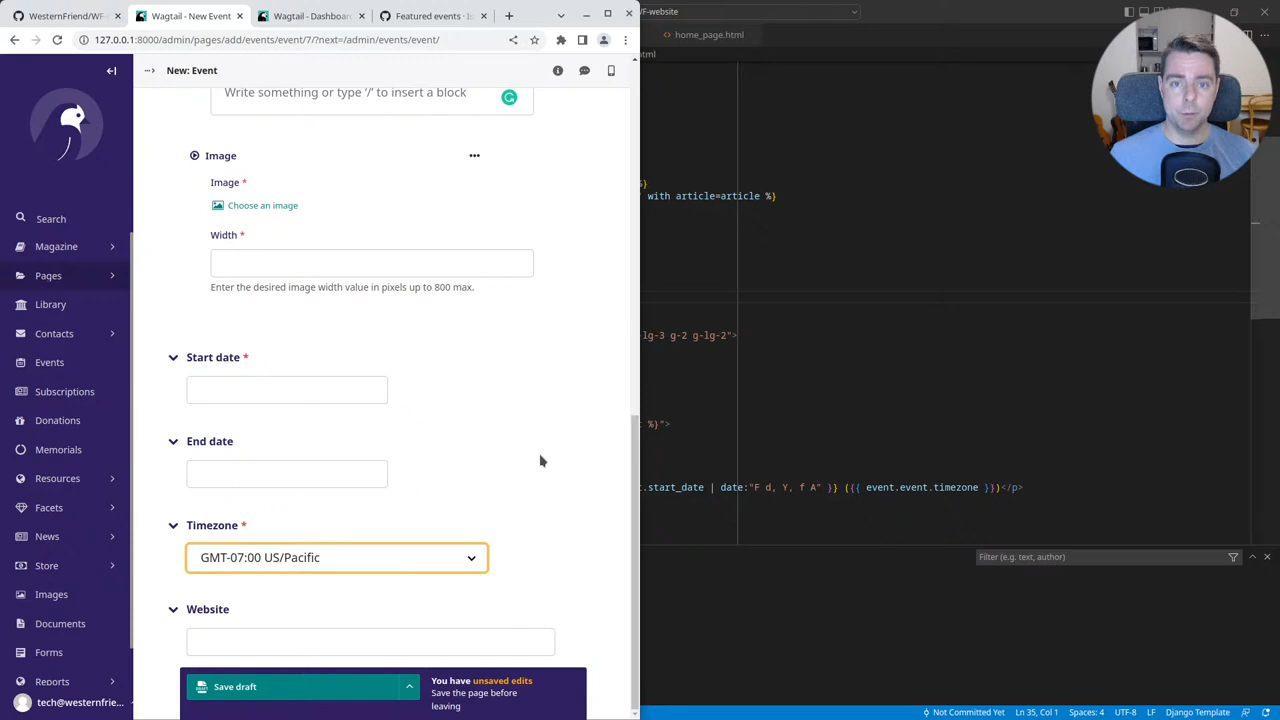 WesternFriend/WF-
Wagtail - New Event
Wagtail - Dashboard
Featured events · Is
127.0.0.1:8000/admin/pages/add/events/event/7/?next=/admin/events/event/
New: Event
Write something or type '/' to insert a block
Image
Image *
Choose an image
Width *
Enter the desired image width value in pixels up to 800 max.
Start date *
End date
Timezone *
GMT-07:00 US/Pacific
Website
Save draft
You have unsaved edits
Save the page before
leaving
Search
Magazine
Pages
Library
Contacts
Events
Subscriptions
Donations
Memorials
Resources
Facets
News
Store
Images
Documents
Forms
Reports
tech@westernfrie...
F-website
home_page.html
html
%}
' with article=article %}
-lg-3 g-2 g-lg-2">
t %}">
t.start_date | date:"F d, Y, f A" }} ({{ event.event.timezone }})</p>
Filter (e.g. text, author)
Not Committed Yet
Ln 35, Col 1
Spaces: 4
UTF-8
LF
Django Template